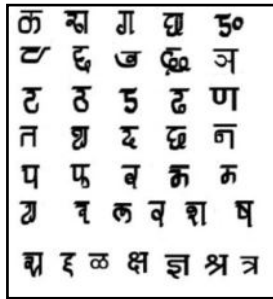 क ख ग घ ङ
च छ ज झ ञ
ट ठ ड ढ ण
त थ द ध न
प फ ब भ म
य र ल व श ष
स ह ळ क्ष ज्ञ श्र त्र